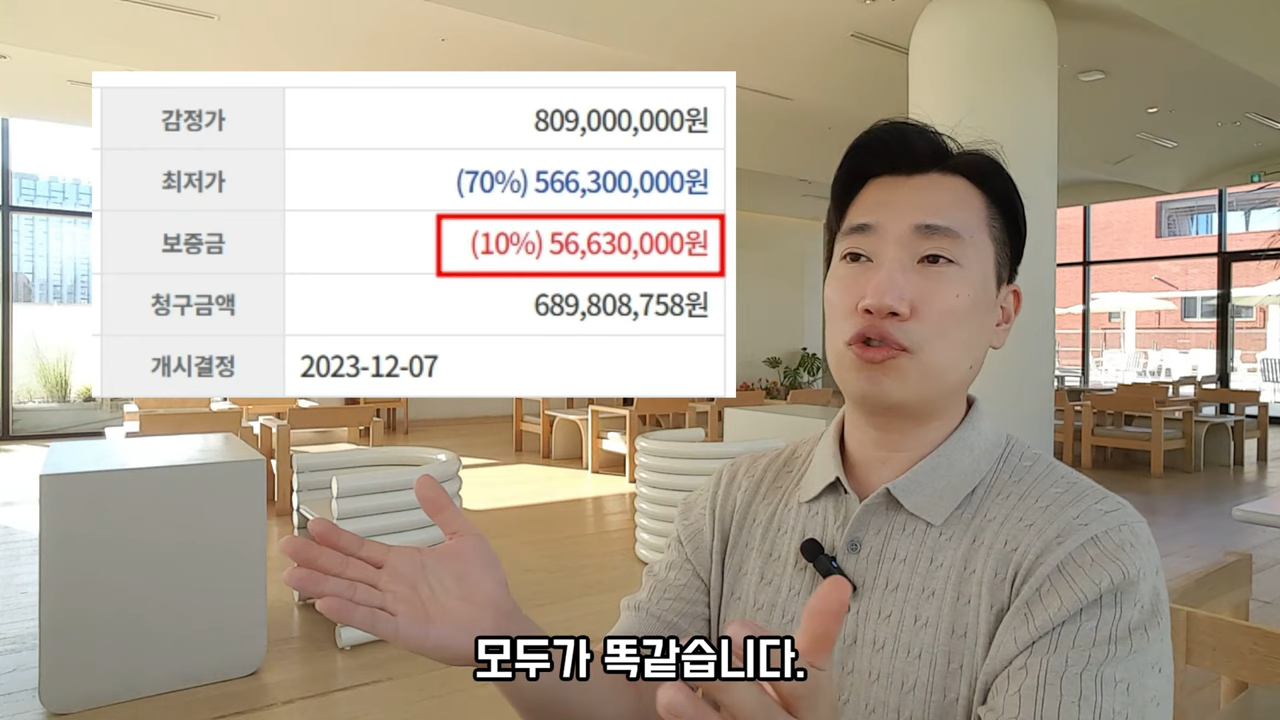 감정가 809,000,000원
최저가 (70%) 566,300,000원
보증금 (10%) 56,630,000원
청구금액 689,808,758원
개시결정 2023-12-07
모두가 똑같습니다.